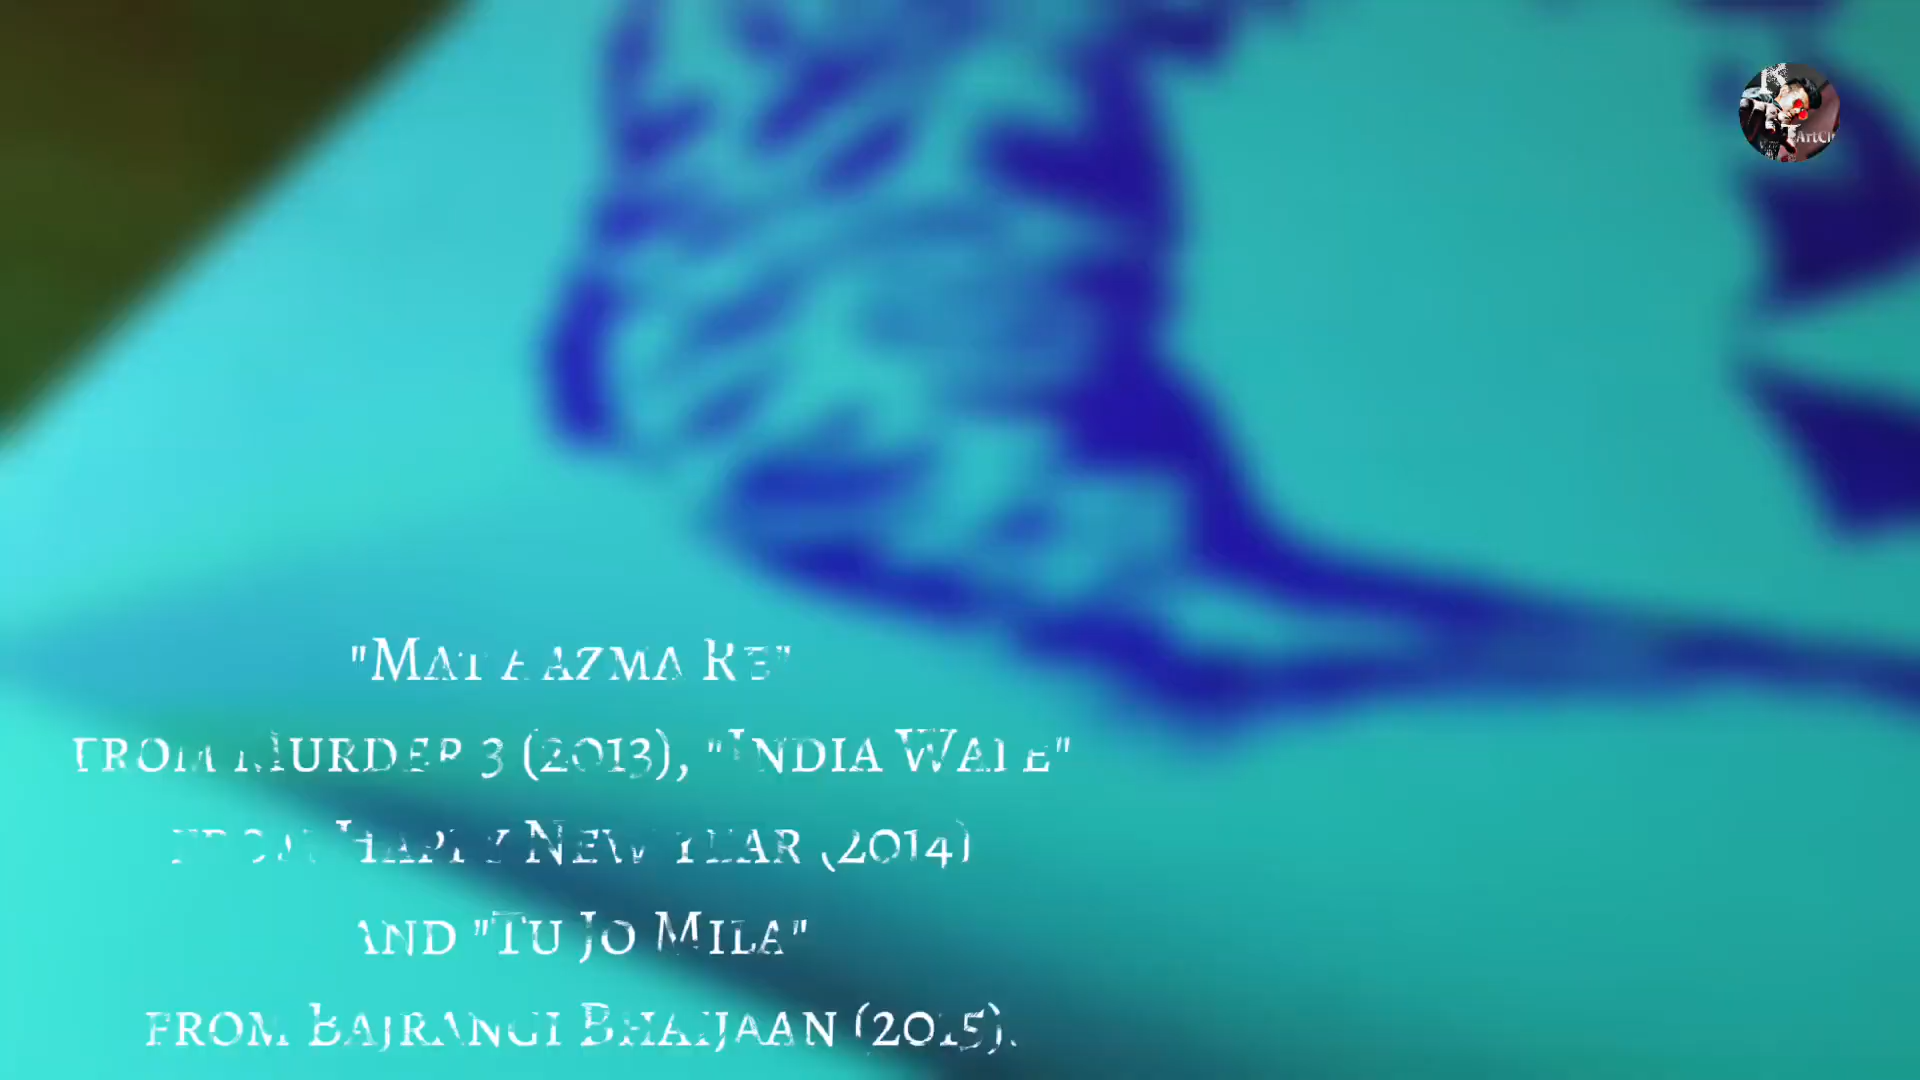 "Mat Aazma Re"
from Murder 3 (2013), "India Wale"
from Happy New Year (2014)
and "Tu Jo Mila"
from Bajrangi Bhaijaan (2015).